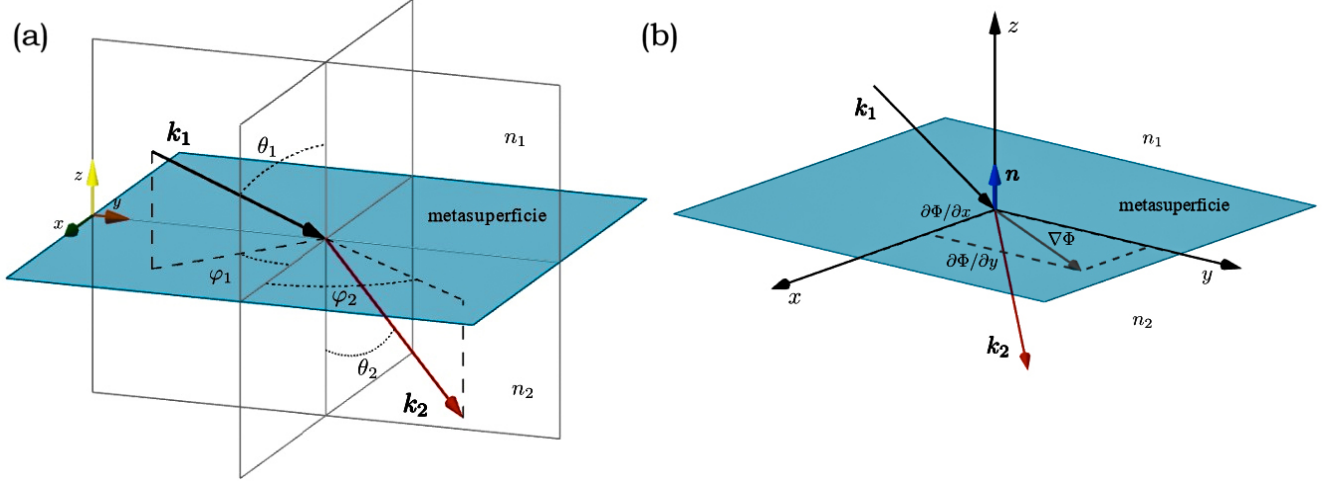 (a)
k₁
θ₁
n₁
z
y
x
metasuperficie
φ₁
φ₂
θ₂
k₂
n₂
(b)
z
k₁
n₁
n
metasuperficie
∂Φ/∂x
∇Φ
∂Φ/∂y
x
y
n₂
k₂